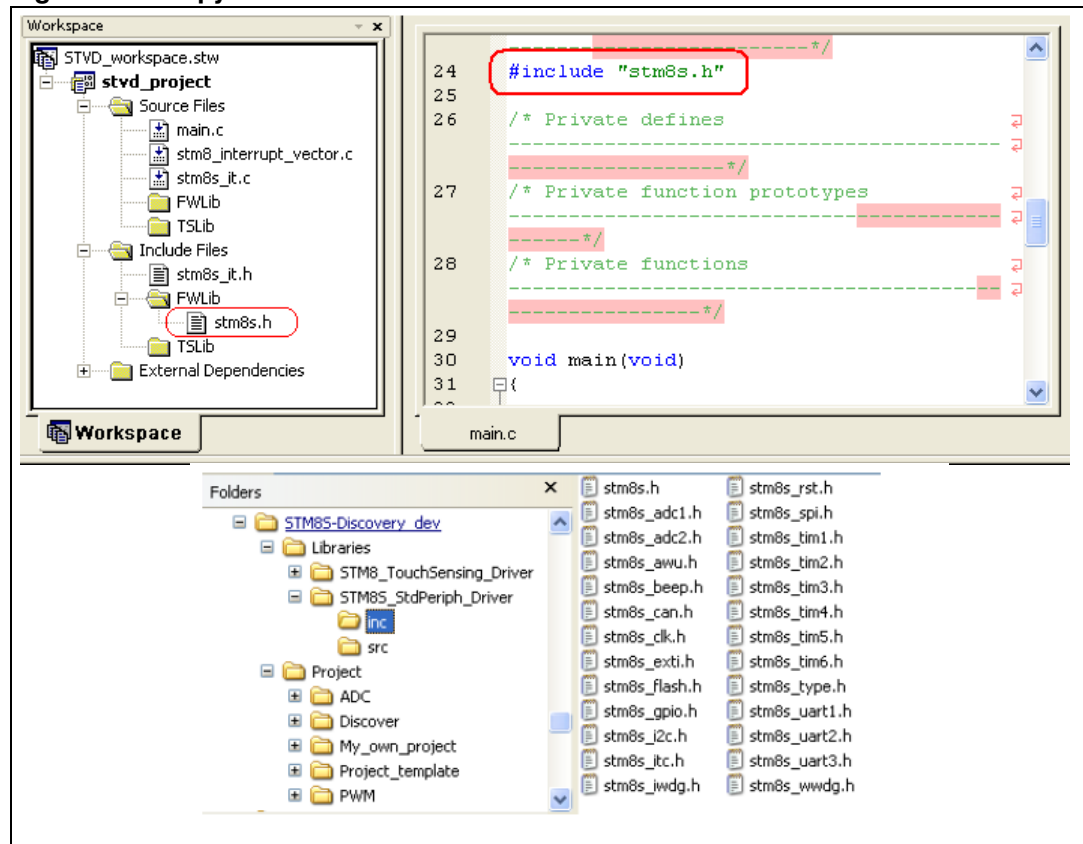 Workspace
STVD_workspace.stw
stvd_project
Source Files
main.c
stm8_interrupt_vector.c
stm8s_it.c
FWLib
TSLib
Include Files
stm8s_it.h
FWLib
stm8s.h
TSLib
External Dependencies
Workspace
---------------------------*/
24 #include "stm8s.h"
25
26 /* Private defines
-----------------------------------------
------------------*/
27 /* Private function prototypes
-----------------------------------------
------*/
28 /* Private functions
-----------------------------------------
----------------*/
29
30 void main(void)
31 {
main.c
Folders
STM8S-Discovery_dev
Libraries
STM8_TouchSensing_Driver
STM8S_StdPeriph_Driver
inc
src
Project
ADC
Discover
My_own_project
Project_template
PWM
stm8s.h
stm8s_adc1.h
stm8s_adc2.h
stm8s_awu.h
stm8s_beep.h
stm8s_can.h
stm8s_clk.h
stm8s_exti.h
stm8s_flash.h
stm8s_gpio.h
stm8s_i2c.h
stm8s_itc.h
stm8s_iwdg.h
stm8s_rst.h
stm8s_spi.h
stm8s_tim1.h
stm8s_tim2.h
stm8s_tim3.h
stm8s_tim4.h
stm8s_tim5.h
stm8s_tim6.h
stm8s_type.h
stm8s_uart1.h
stm8s_uart2.h
stm8s_uart3.h
stm8s_wwdg.h